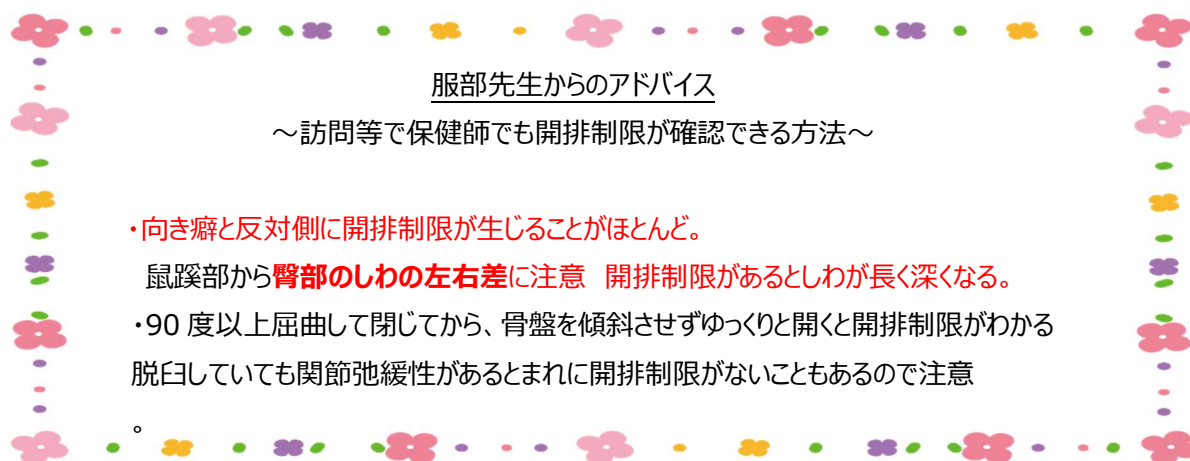 服部先生からのアドバイス
～訪問等で保健師でも開排制限が確認できる方法～
・向き癖と反対側に開排制限が生じることがほとんど。
鼠蹊部から臀部のしわの左右差に注意　開排制限があるとしわが長く深くなる。
・90 度以上屈曲して閉じてから、骨盤を傾斜させずゆっくりと開くと開排制限がわかる
脱臼していても関節弛緩性があるとまれに開排制限がないこともあるので注意
。